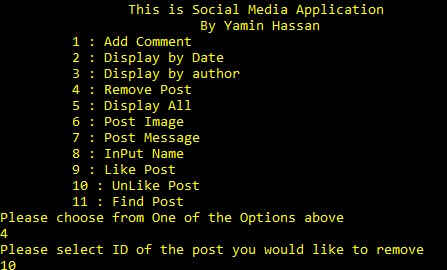 This is Social Media Application
By Yamin Hassan
1 : Add Comment
2 : Display by Date
3 : Display by author
4 : Remove Post
5 : Display All
6 : Post Image
7 : Post Message
8 : InPut Name
9 : Like Post
10 : UnLike Post
11 : Find Post
Please choose from One of the Options above
4
Please select ID of the post you would like to remove
10